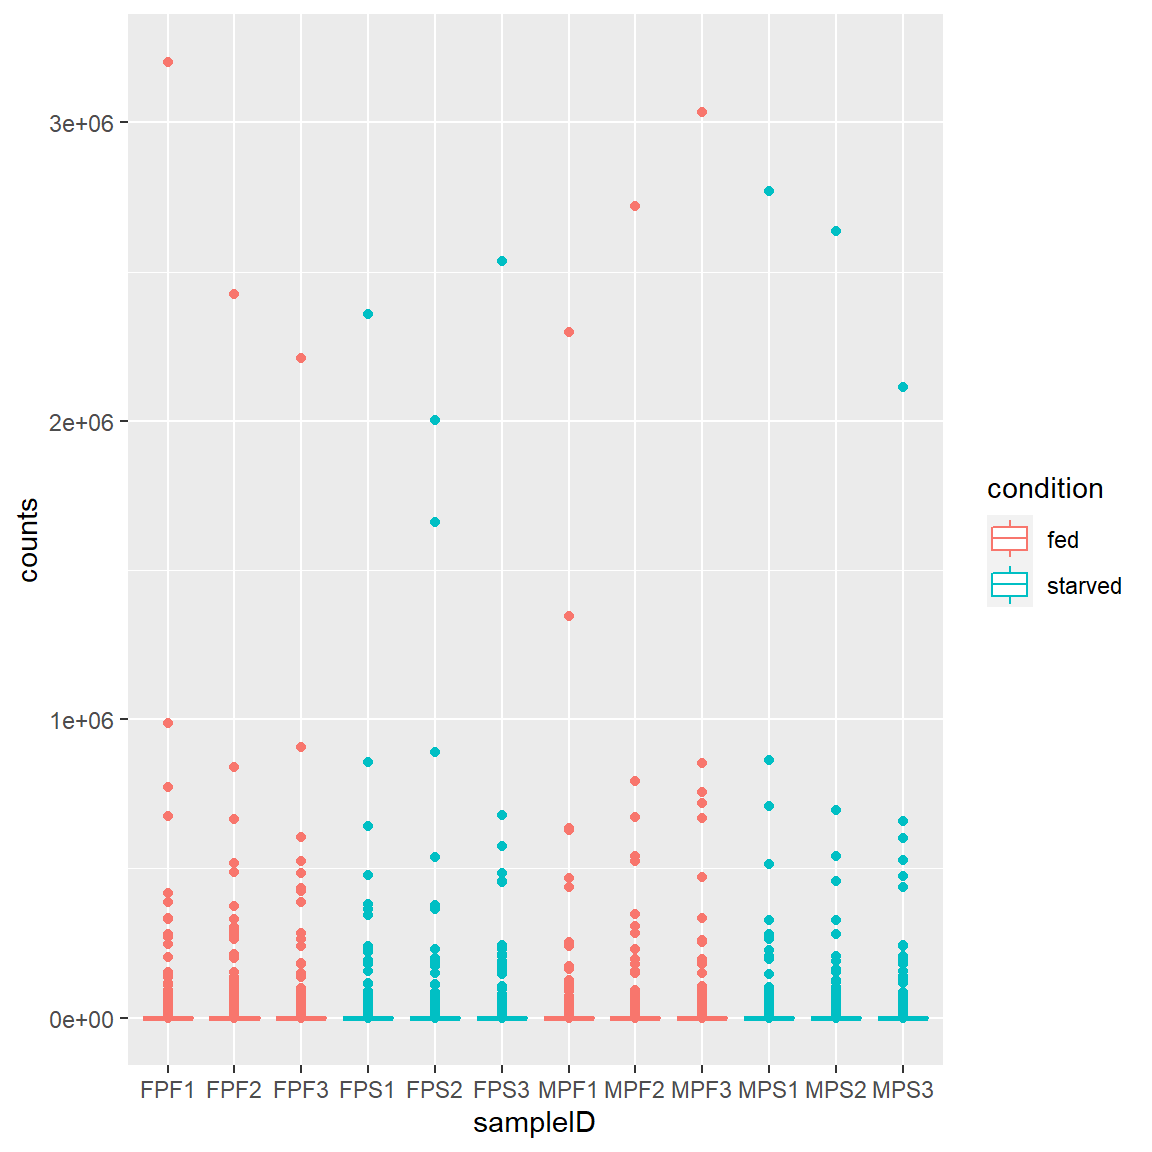 3e+06
2e+06
1e+06
0e+00
counts
FPF1 FPF2 FPF3 FPS1 FPS2 FPS3 MPF1 MPF2 MPF3 MPS1 MPS2 MPS3
sampleID
condition
fed
starved